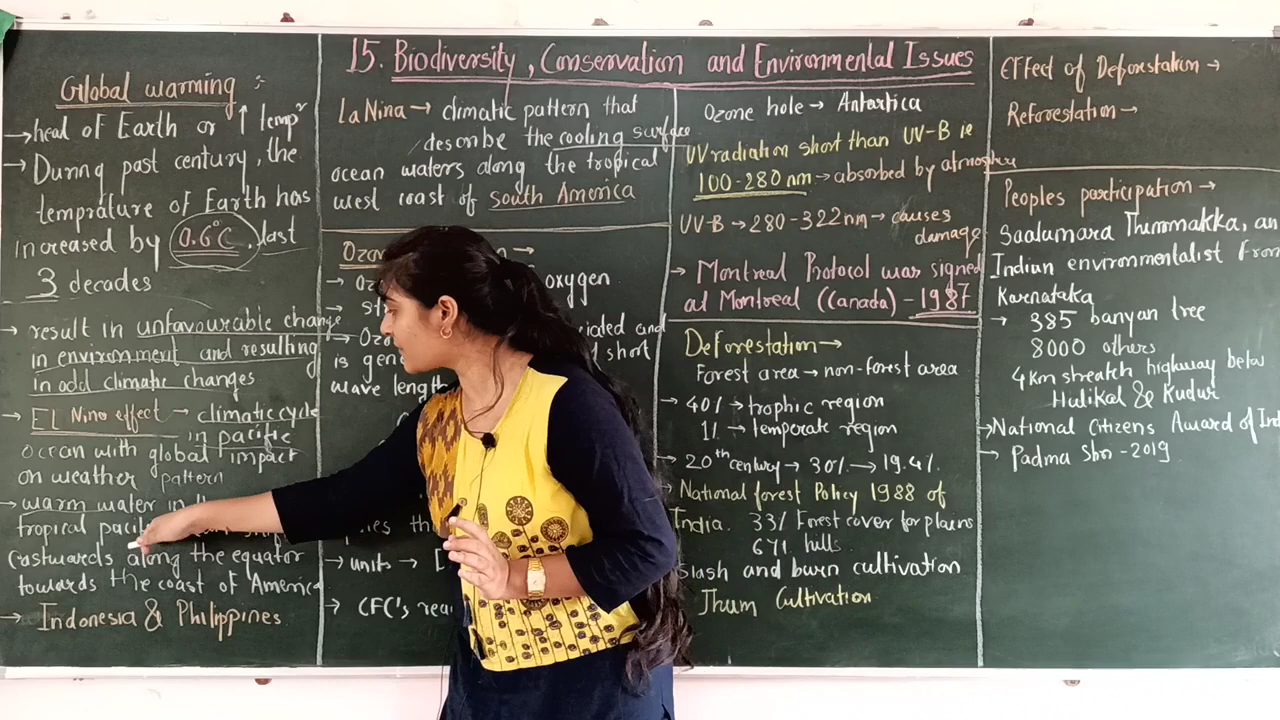 15. Biodiversity, Conservation and Environmental Issues
Global warming :
→ heat of Earth or ↑ tempr
→ During past century, the
temprature of Earth has
increased by 0.6°C, last
3 decades
→ result in unfavourable change
in environment and resulting
in odd climatic changes
→ EL Nino effect → climatic cycle
in pacific
ocean with global impact
on weather pattern
→ warm water in
tropical
eastwards along the equator
towards the coast of America
→ Indonesia & Philippines
La Nina → climatic pattern that
describe the cooling surface
ocean waters along the tropical
west coast of south America
→
oxygen
and
is short
wave length
→ units → [
→ CFC's
Ozone hole → Antartica
UV radiation short than UV-B ie
100-280 nm → absorbed by atmosphere
UV-B → 280-322nm → causes
damage
→ Montreal Protocol was signed
at Montreal (Canada) - 1987
Deforestation →
Forest area → non-forest area
→ 40% → trophic region
1% → temperate region
→ 20th century → 30% → 19.4%
→ National forest Policy 1988 of
India. 33% Forest cover for plains
67% hills
Slash and burn cultivation
Jhum Cultivation
Effect of Deforestation →
Reforestation →
Peoples participation →
Saalumara Thimmakka, an
Indian environmentalist from
Karnataka
→ 385 banyan tree
8000 others
4km streatch highway betw
Hulikal & Kudur
→ National Citizens Award of Ind
→ Padma Shri - 2019